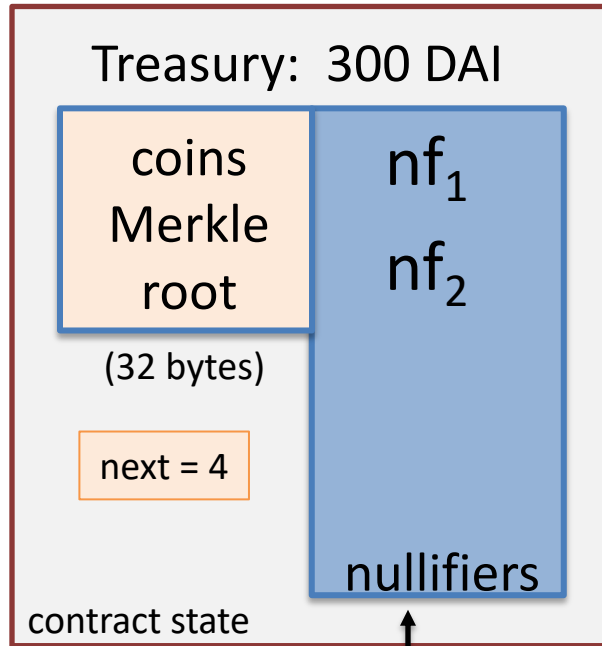 Treasury: 300 DAI
coins
Merkle
root
(32 bytes)
next = 4
nf₁
nf₂
nullifiers
contract state